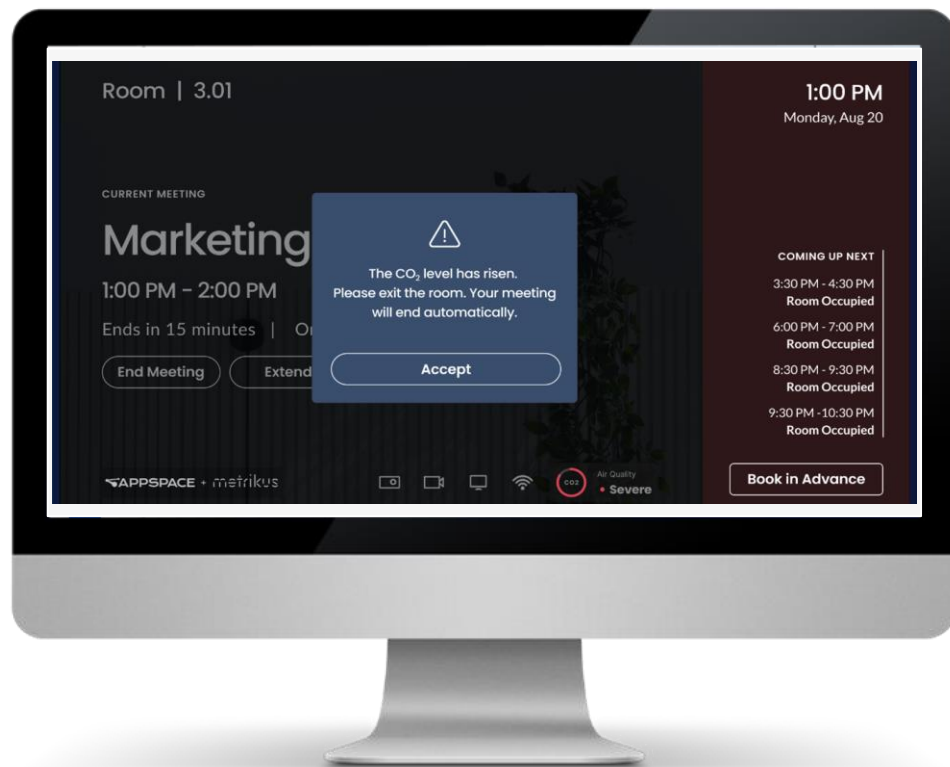 Room | 3.01
1:00 PM
Monday, Aug 20
CURRENT MEETING
Marketing
1:00 PM - 2:00 PM
Ends in 15 minutes |
End Meeting
Extend
The CO₂ level has risen.
Please exit the room. Your meeting
will end automatically.
Accept
COMING UP NEXT
3:30 PM - 4:30 PM
Room Occupied
6:00 PM - 7:00 PM
Room Occupied
8:30 PM - 9:30 PM
Room Occupied
9:30 PM -10:30 PM
Room Occupied
APPSPACE + metrikus
CO2
Air Quality
• Severe
Book in Advance